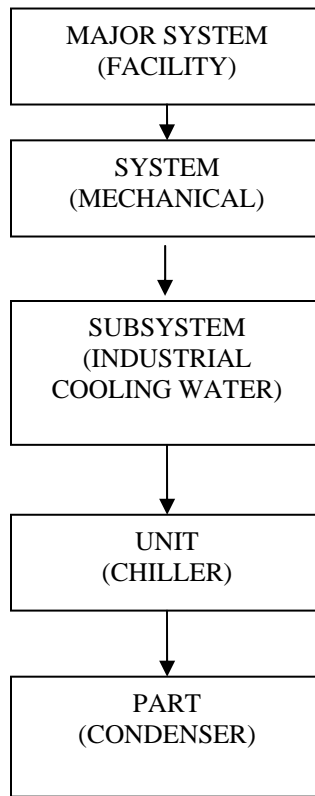 MAJOR SYSTEM
(FACILITY)
SYSTEM
(MECHANICAL)
SUBSYSTEM
(INDUSTRIAL
COOLING WATER)
UNIT
(CHILLER)
PART
(CONDENSER)